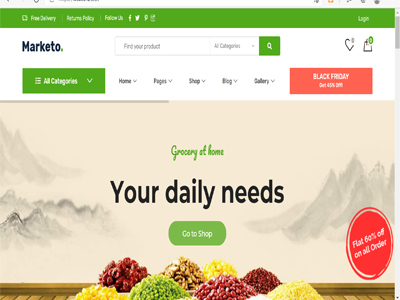 Free Delivery Returns Policy Follow Us Login
Marketo.
Find your product All Categories 0 0
All Categories Home Pages Shop Blog Gallery
BLACK FRIDAY
Get 45% Off!
Grocery at home
Your daily needs
Go to Shop
Flat 60% off
on all Order